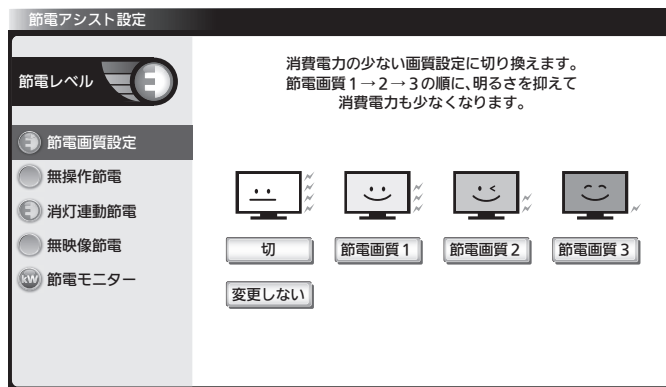 節電アシスト設定
節電レベル
E
消費電力の少ない画質設定に切り換えます。
節電画質1→2→3の順に、明るさを抑えて
消費電力も少なくなります。
E 節電画質設定
無操作節電
E 消灯連動節電
無映像節電
kW 節電モニター
切
節電画質1
節電画質2
節電画質3
変更しない